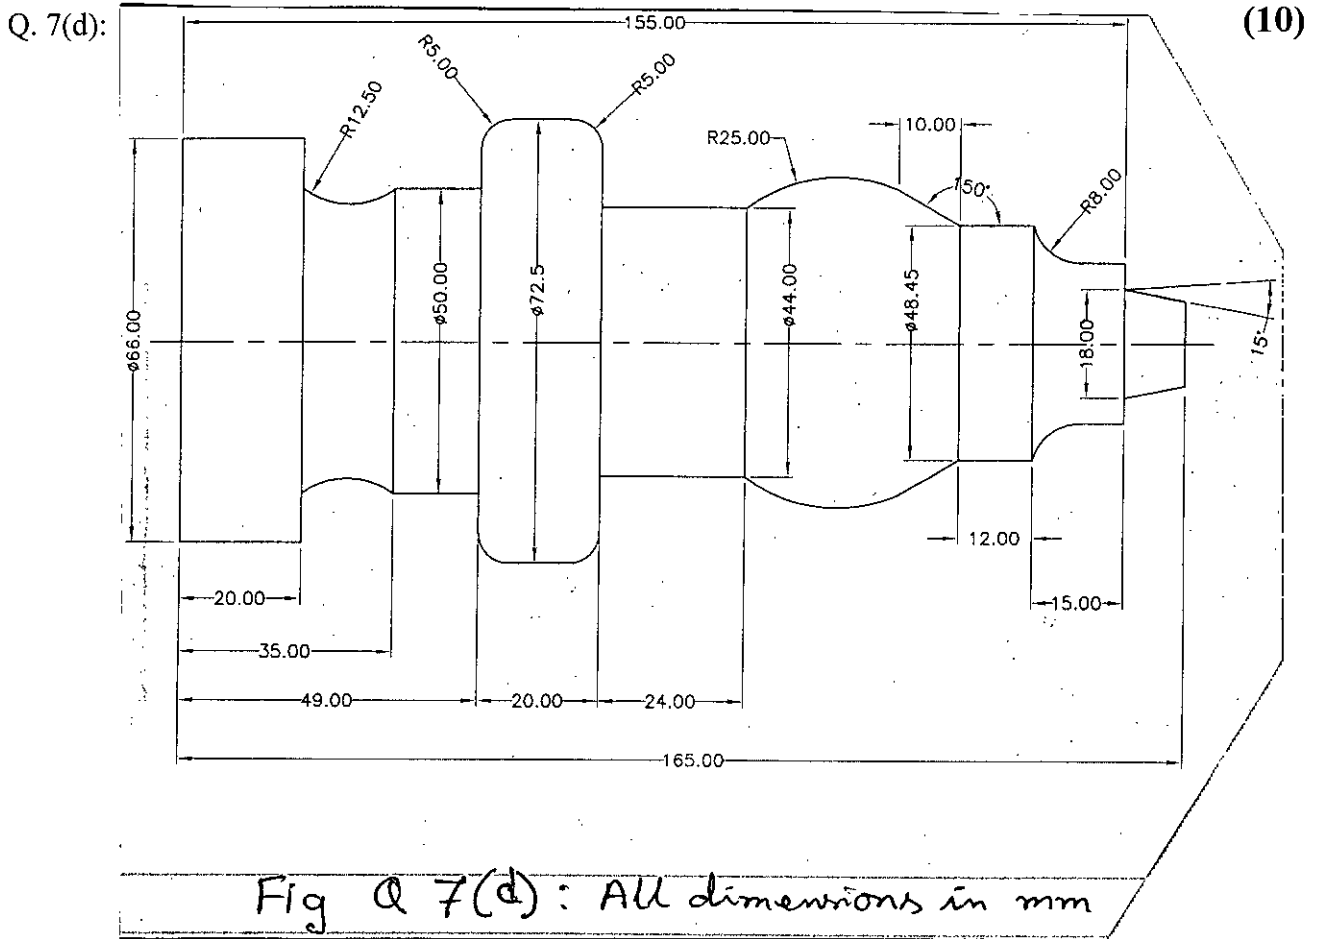 Q. 7(d):
(10)
155.00
R5.00
R5.00
R12.50
10.00
R25.00
150°
R8.00
ø66.00
ø50.00
ø72.5
ø44.00
ø48.45
18.00
15°
12.00
20.00
15.00
35.00
49.00
20.00
24.00
165.00
Fig Q 7(d): All dimensions in mm